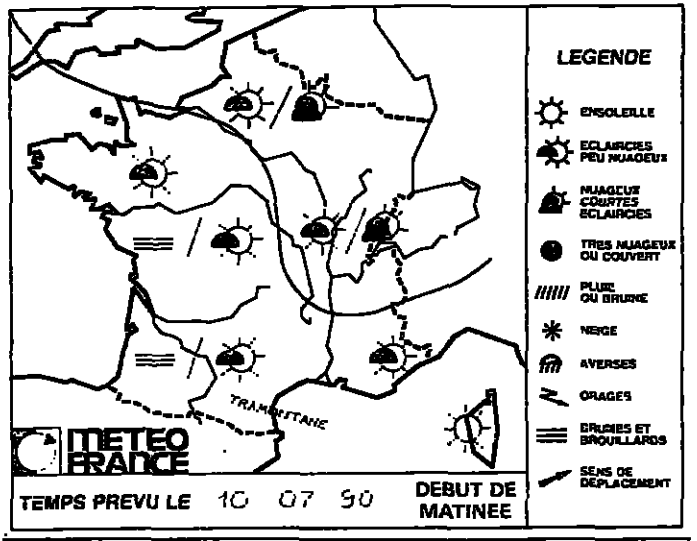 LEGENDE
ENSOLEILLE
ECLAIRCIES
PEU NUAGEUX
NUAGEUX
COURTES
ECLAIRCIES
TRES NUAGEUX
OU COUVERT
PLUIE
OU BRUINE
NEIGE
AVERSES
ORAGES
BRUMES ET
BROUILLARDS
SENS DE
DEPLACEMENT
TRAMONTANE
METEO
FRANCE
TEMPS PREVU LE 10 07 90 DEBUT DE
MATINEE